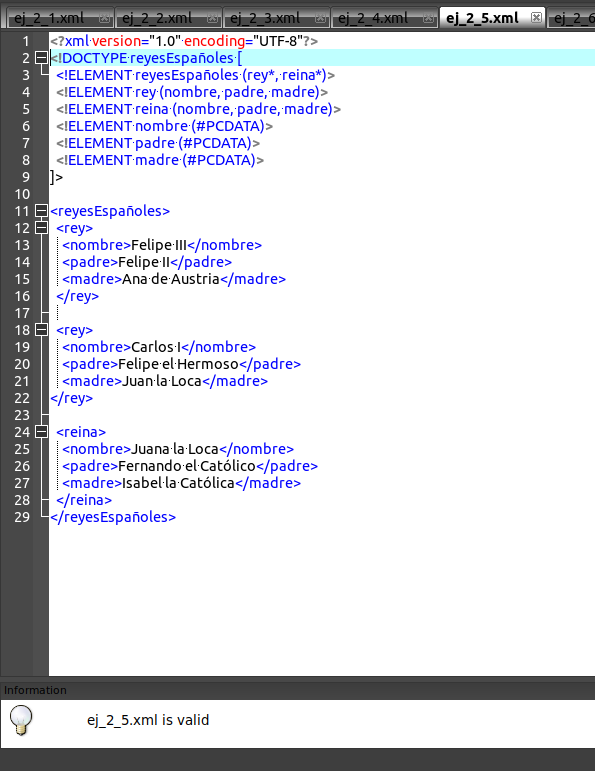 ej_2_1.xml ej_2_2.xml ej_2_3.xml ej_2_4.xml ej_2_5.xml ej_2_6
1 <?xml version="1.0" encoding="UTF-8"?>
2 <!DOCTYPE reyesEspañoles [
3 <!ELEMENT reyesEspañoles (rey*, reina*)>
4 <!ELEMENT rey (nombre, padre, madre)>
5 <!ELEMENT reina (nombre, padre, madre)>
6 <!ELEMENT nombre (#PCDATA)>
7 <!ELEMENT padre (#PCDATA)>
8 <!ELEMENT madre (#PCDATA)>
9 ]>
10
11 <reyesEspañoles>
12 <rey>
13 <nombre>Felipe III</nombre>
14 <padre>Felipe II</padre>
15 <madre>Ana de Austria</madre>
16 </rey>
17
18 <rey>
19 <nombre>Carlos I</nombre>
20 <padre>Felipe el Hermoso</padre>
21 <madre>Juan la Loca</madre>
22 </rey>
23
24 <reina>
25 <nombre>Juana la Loca</nombre>
26 <padre>Fernando el Católico</padre>
27 <madre>Isabel la Católica</madre>
28 </reina>
29 </reyesEspañoles>
Information
ej_2_5.xml is valid